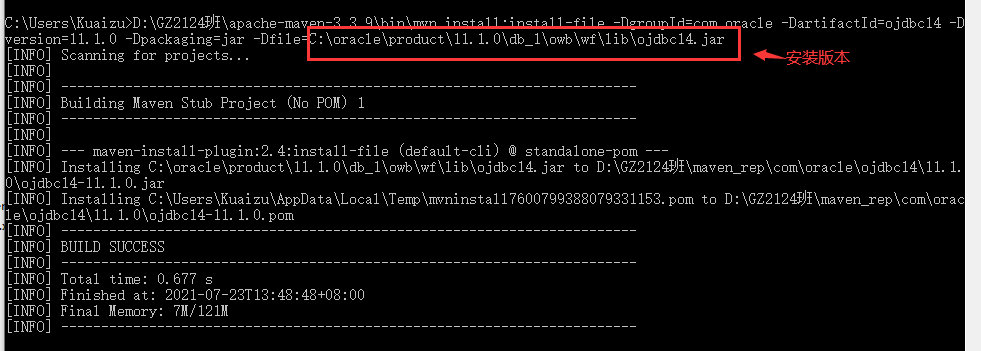 C:\Users\Kuaizu>D:\GZ2124班\apache-maven-3.3.9\bin\mvn install:install-file -DgroupId=com.oracle -DartifactId=ojdbc14 -D
version=11.1.0 -Dpackaging=jar -Dfile=C:\oracle\product\11.1.0\db_1\owb\wf\lib\ojdbc14.jar
安装版本
[INFO] Scanning for projects...
[INFO]
[INFO] ------------------------------------------------------------------------
[INFO] Building Maven Stub Project (No POM) 1
[INFO] ------------------------------------------------------------------------
[INFO]
[INFO] --- maven-install-plugin:2.4:install-file (default-cli) @ standalone-pom ---
[INFO] Installing C:\oracle\product\11.1.0\db_1\owb\wf\lib\ojdbc14.jar to D:\GZ2124班\maven_rep\com\oracle\ojdbc14\11.1.
0\ojdbc14-11.1.0.jar
[INFO] Installing C:\Users\Kuaizu\AppData\Local\Temp\mvninstall7600799388079331153.pom to D:\GZ2124班\maven_rep\com\orac
le\ojdbc14\11.1.0\ojdbc14-11.1.0.pom
[INFO] ------------------------------------------------------------------------
[INFO] BUILD SUCCESS
[INFO] ------------------------------------------------------------------------
[INFO] Total time: 0.677 s
[INFO] Finished at: 2021-07-23T13:48:48+08:00
[INFO] Final Memory: 7M/121M
[INFO] ------------------------------------------------------------------------